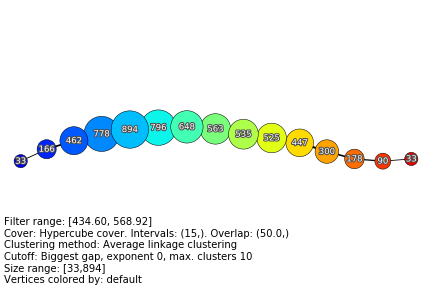 33 166 462 778 894 796 648 563 535 525 447 300 178 90 33
Filter range: [434.60, 568.92]
Cover: Hypercube cover. Intervals: (15,). Overlap: (50.0,)
Clustering method: Average linkage clustering
Cutoff: Biggest gap, exponent 0, max. clusters 10
Size range: [33,894]
Vertices colored by: default